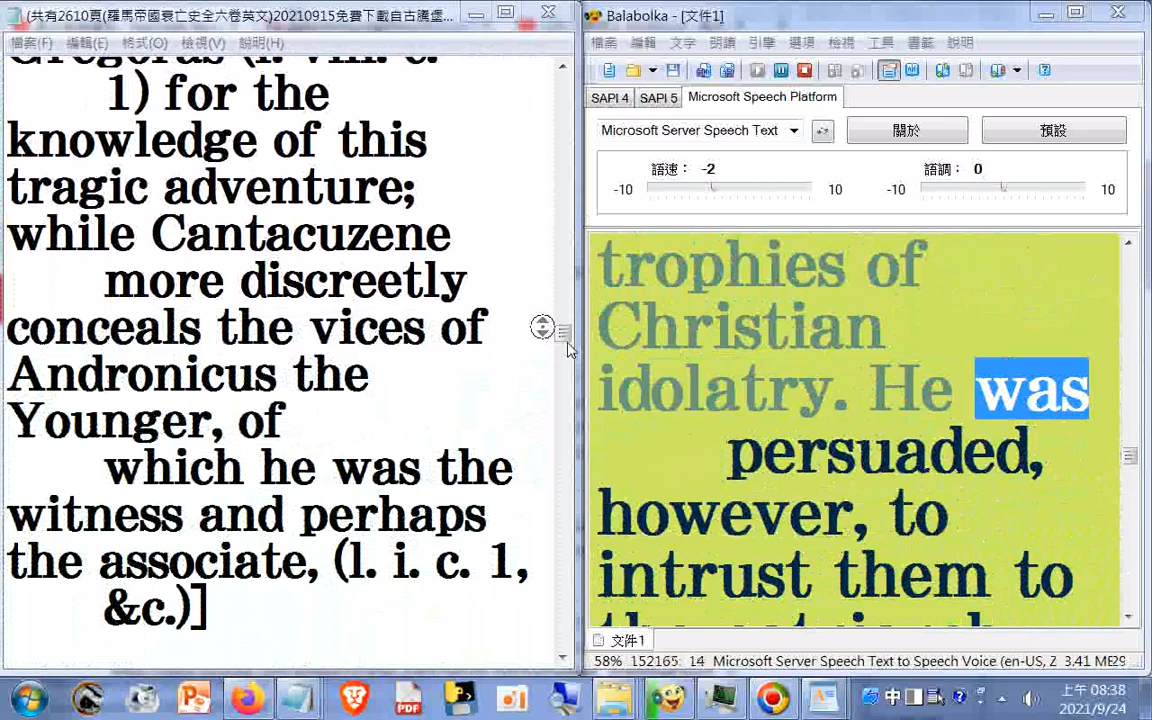 (共有2610頁(羅馬帝國衰亡史全六卷英文)20210915免費下載自古騰堡...
檔案(F) 編輯(E) 格式(O) 檢視(V) 說明(H)
1) for the
knowledge of this
tragic adventure;
while Cantacuzene
more discreetly
conceals the vices of
Andronicus the
Younger, of
which he was the
witness and perhaps
the associate, (l. i. c. 1,
&c.)]
Balabolka - [文件1]
檔案 編輯 文字 朗讀 引擎 選項 檢視 工具 書籤 說明
SAPI 4 SAPI 5 Microsoft Speech Platform
Microsoft Server Speech Text 關於 預設
語速： -2 語調： 0
-10 10 -10 10
trophies of
Christian
idolatry. He was
persuaded,
however, to
intrust them to
文件1
58% 152165: 14 Microsoft Server Speech Text to Speech Voice (en-US, Z 3.41 ME29
PDF 中 上午 08:38
2021/9/24